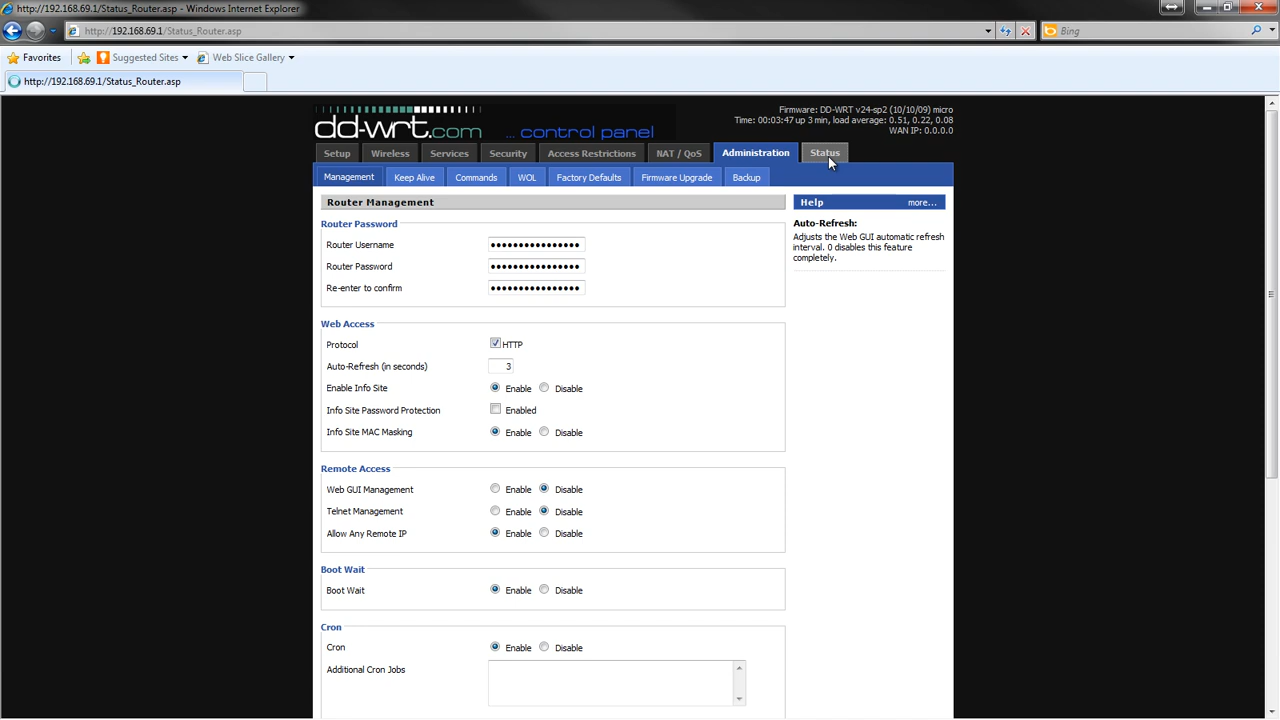 http://192.168.69.1/Status_Router.asp - Windows Internet Explorer
http://192.168.69.1/Status_Router.asp
Bing
Favorites
Suggested Sites
Web Slice Gallery
http://192.168.69.1/Status_Router.asp
dd-wrt.com ... control panel
Firmware: DD-WRT v24-sp2 (10/10/09) micro
Time: 00:03:47 up 3 min, load average: 0.51, 0.22, 0.08
WAN IP: 0.0.0.0
Setup Wireless Services Security Access Restrictions NAT / QoS Administration Status
Management Keep Alive Commands WOL Factory Defaults Firmware Upgrade Backup
Router Management
Router Password
Router Username
Router Password
Re-enter to confirm
Web Access
Protocol HTTP
Auto-Refresh (in seconds) 3
Enable Info Site Enable Disable
Info Site Password Protection Enabled
Info Site MAC Masking Enable Disable
Remote Access
Web GUI Management Enable Disable
Telnet Management Enable Disable
Allow Any Remote IP Enable Disable
Boot Wait
Boot Wait Enable Disable
Cron
Cron Enable Disable
Additional Cron Jobs
Help more...
Auto-Refresh:
Adjusts the Web GUI automatic refresh
interval. 0 disables this feature
completely.